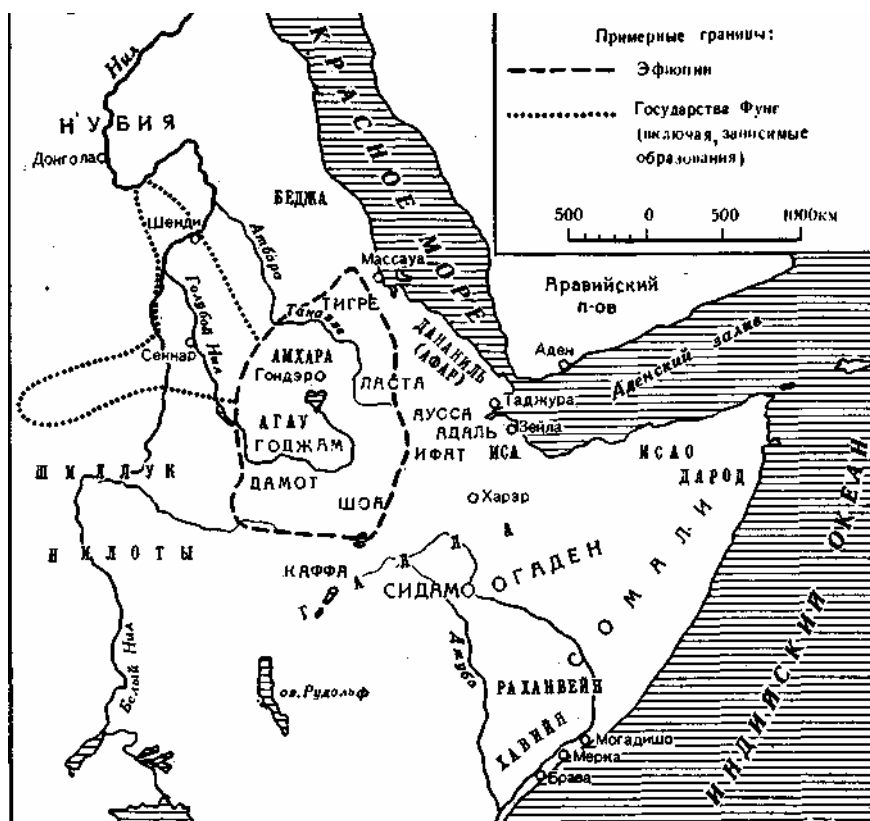 Примерные границы:
Эфиопии
Государства Фунг
(включая, зависимые
образования)
500 0 500 1000км
КРАСНОЕ МОРЕ
Нил
НУБИЯ
Донгола
БЕДЖА
Шенди
Атбара
Массауа
Аравийский
п-ов
Голубой Нил
ТИГРЕ
Таказзе
ДАНАКИЛЬ
(АФАР)
Аден
Аденский залив
Сеннар
АМХАРА
Гондэр
ЛАСТА
Таджура
АУССА
АДАЛЬ
Зейла
АГАУ
ГОДЖАМ
ИФАТ
ИСА
ИСАО
ДАРОД
ШИЛЛУК
ДАМОТ
ШОА
Харэр
НИЛОТЫ
ГАЛЛА
КАФФА
ОГАДЕН
СИДАМО
СОМАЛИ
ИНДИЙСКИЙ ОКЕАН
Белый Нил
оз. Рудольф
Джуба
РАХАНВЕЙН
ХАВИЙЯ
Могадишо
Мерка
Брава